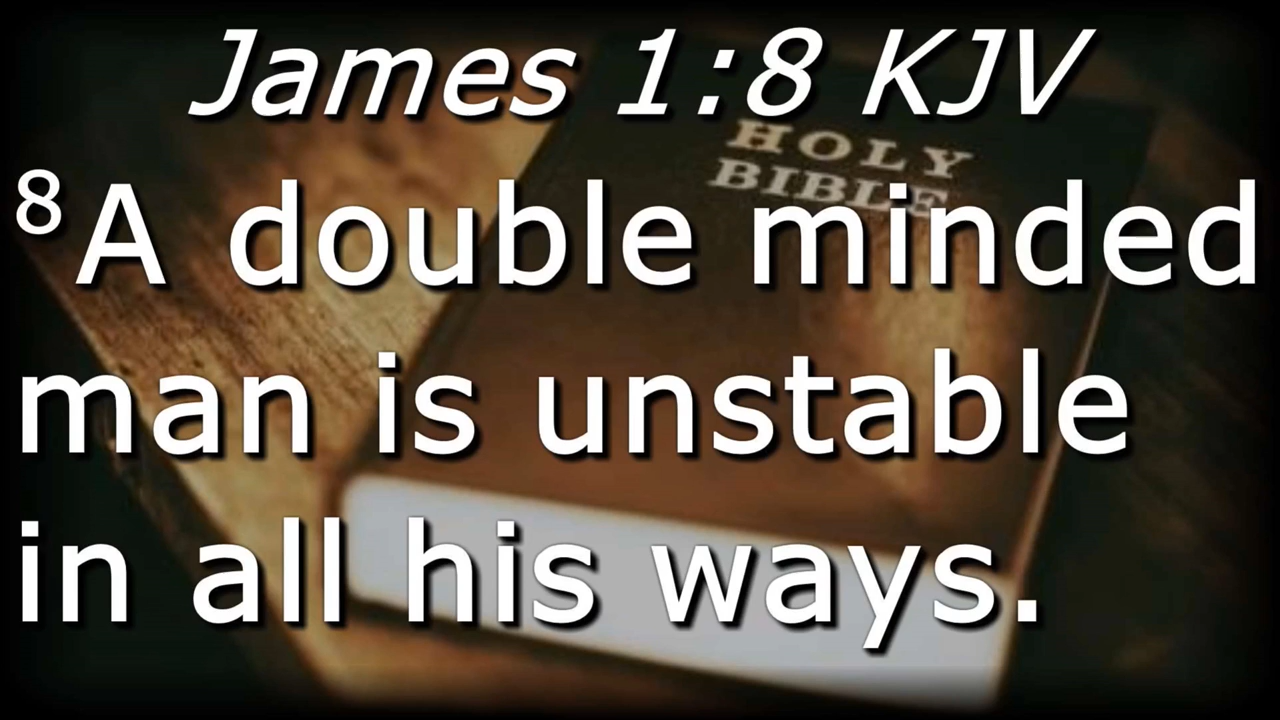 James 1:8 KJV
HOLY
BIBLE
⁸A double minded
man is unstable
in all his ways.